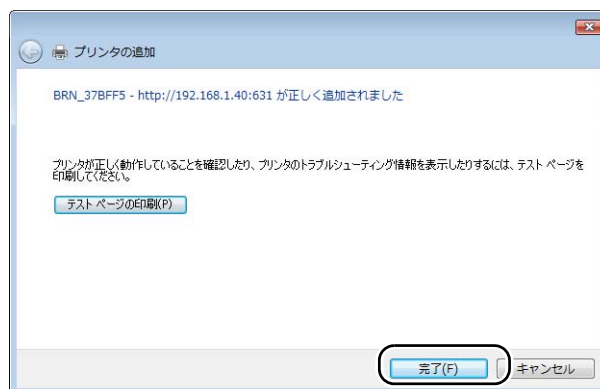 プリンタの追加
BRN_37BFF5 - http://192.168.1.40:631 が正しく追加されました
プリンタが正しく動作していることを確認したり、プリンタのトラブルシューティング情報を表示したりするには、テスト ページを
印刷してください。
テスト ページの印刷(P)
完了(F)
キャンセル